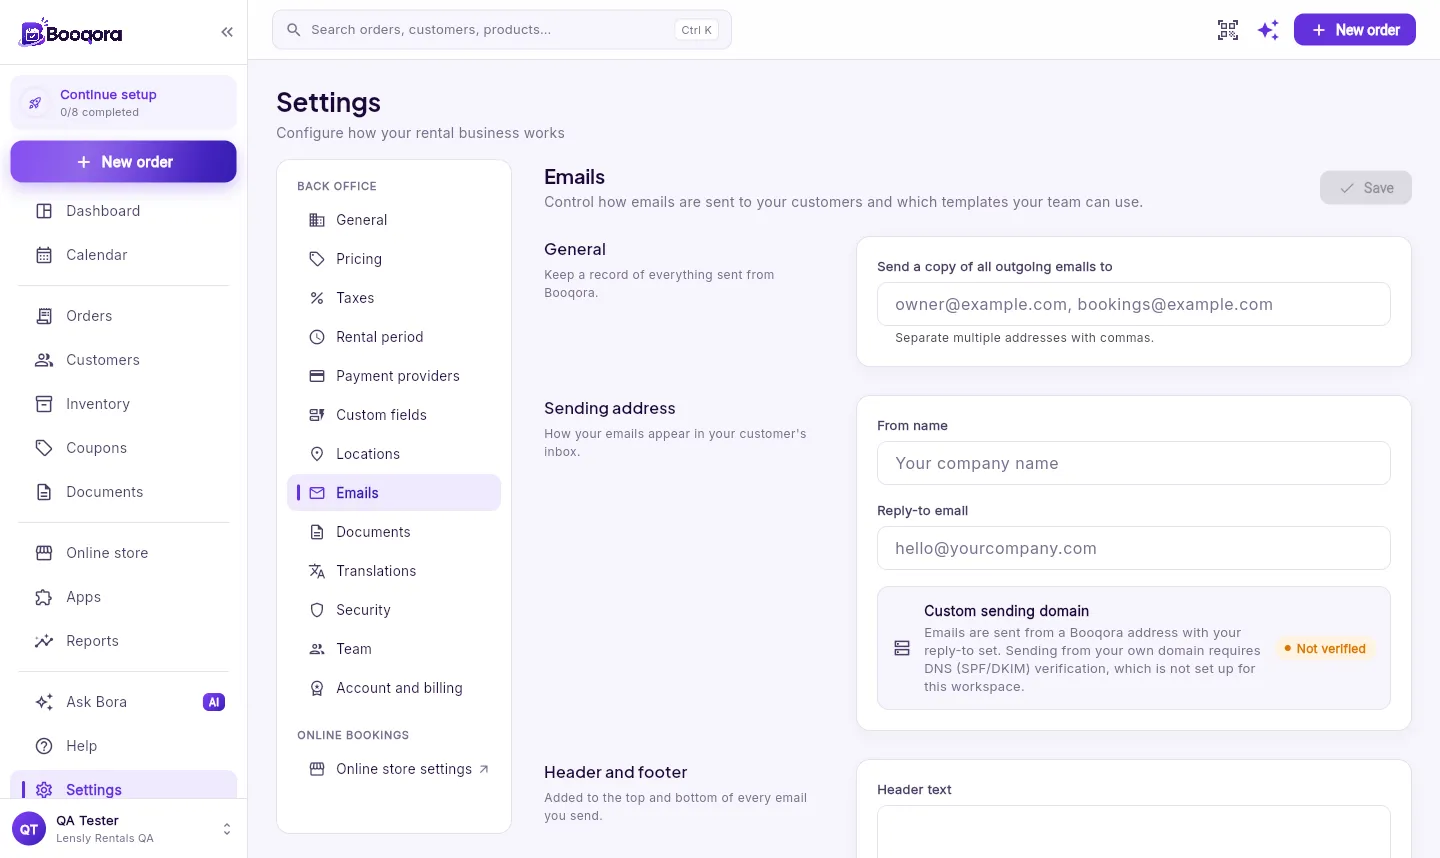 Booqora
Search orders, customers, products...
Ctrl K
New order
Continue setup
0/8 completed
New order
Dashboard
Calendar
Orders
Customers
Inventory
Coupons
Documents
Online store
Apps
Reports
Ask Bora
AI
Help
Settings
QT
QA Tester
Lensly Rentals QA
Settings
Configure how your rental business works
BACK OFFICE
General
Pricing
Taxes
Rental period
Payment providers
Custom fields
Locations
Emails
Documents
Translations
Security
Team
Account and billing
ONLINE BOOKINGS
Online store settings
Emails
Control how emails are sent to your customers and which templates your team can use.
Save
General
Keep a record of everything sent from
Booqora.
Send a copy of all outgoing emails to
owner@example.com, bookings@example.com
Separate multiple addresses with commas.
Sending address
How your emails appear in your customer's
inbox.
From name
Your company name
Reply-to email
hello@yourcompany.com
Custom sending domain
Emails are sent from a Booqora address with your
reply-to set. Sending from your own domain requires
DNS (SPF/DKIM) verification, which is not set up for
this workspace.
Not verified
Header and footer
Added to the top and bottom of every email
you send.
Header text